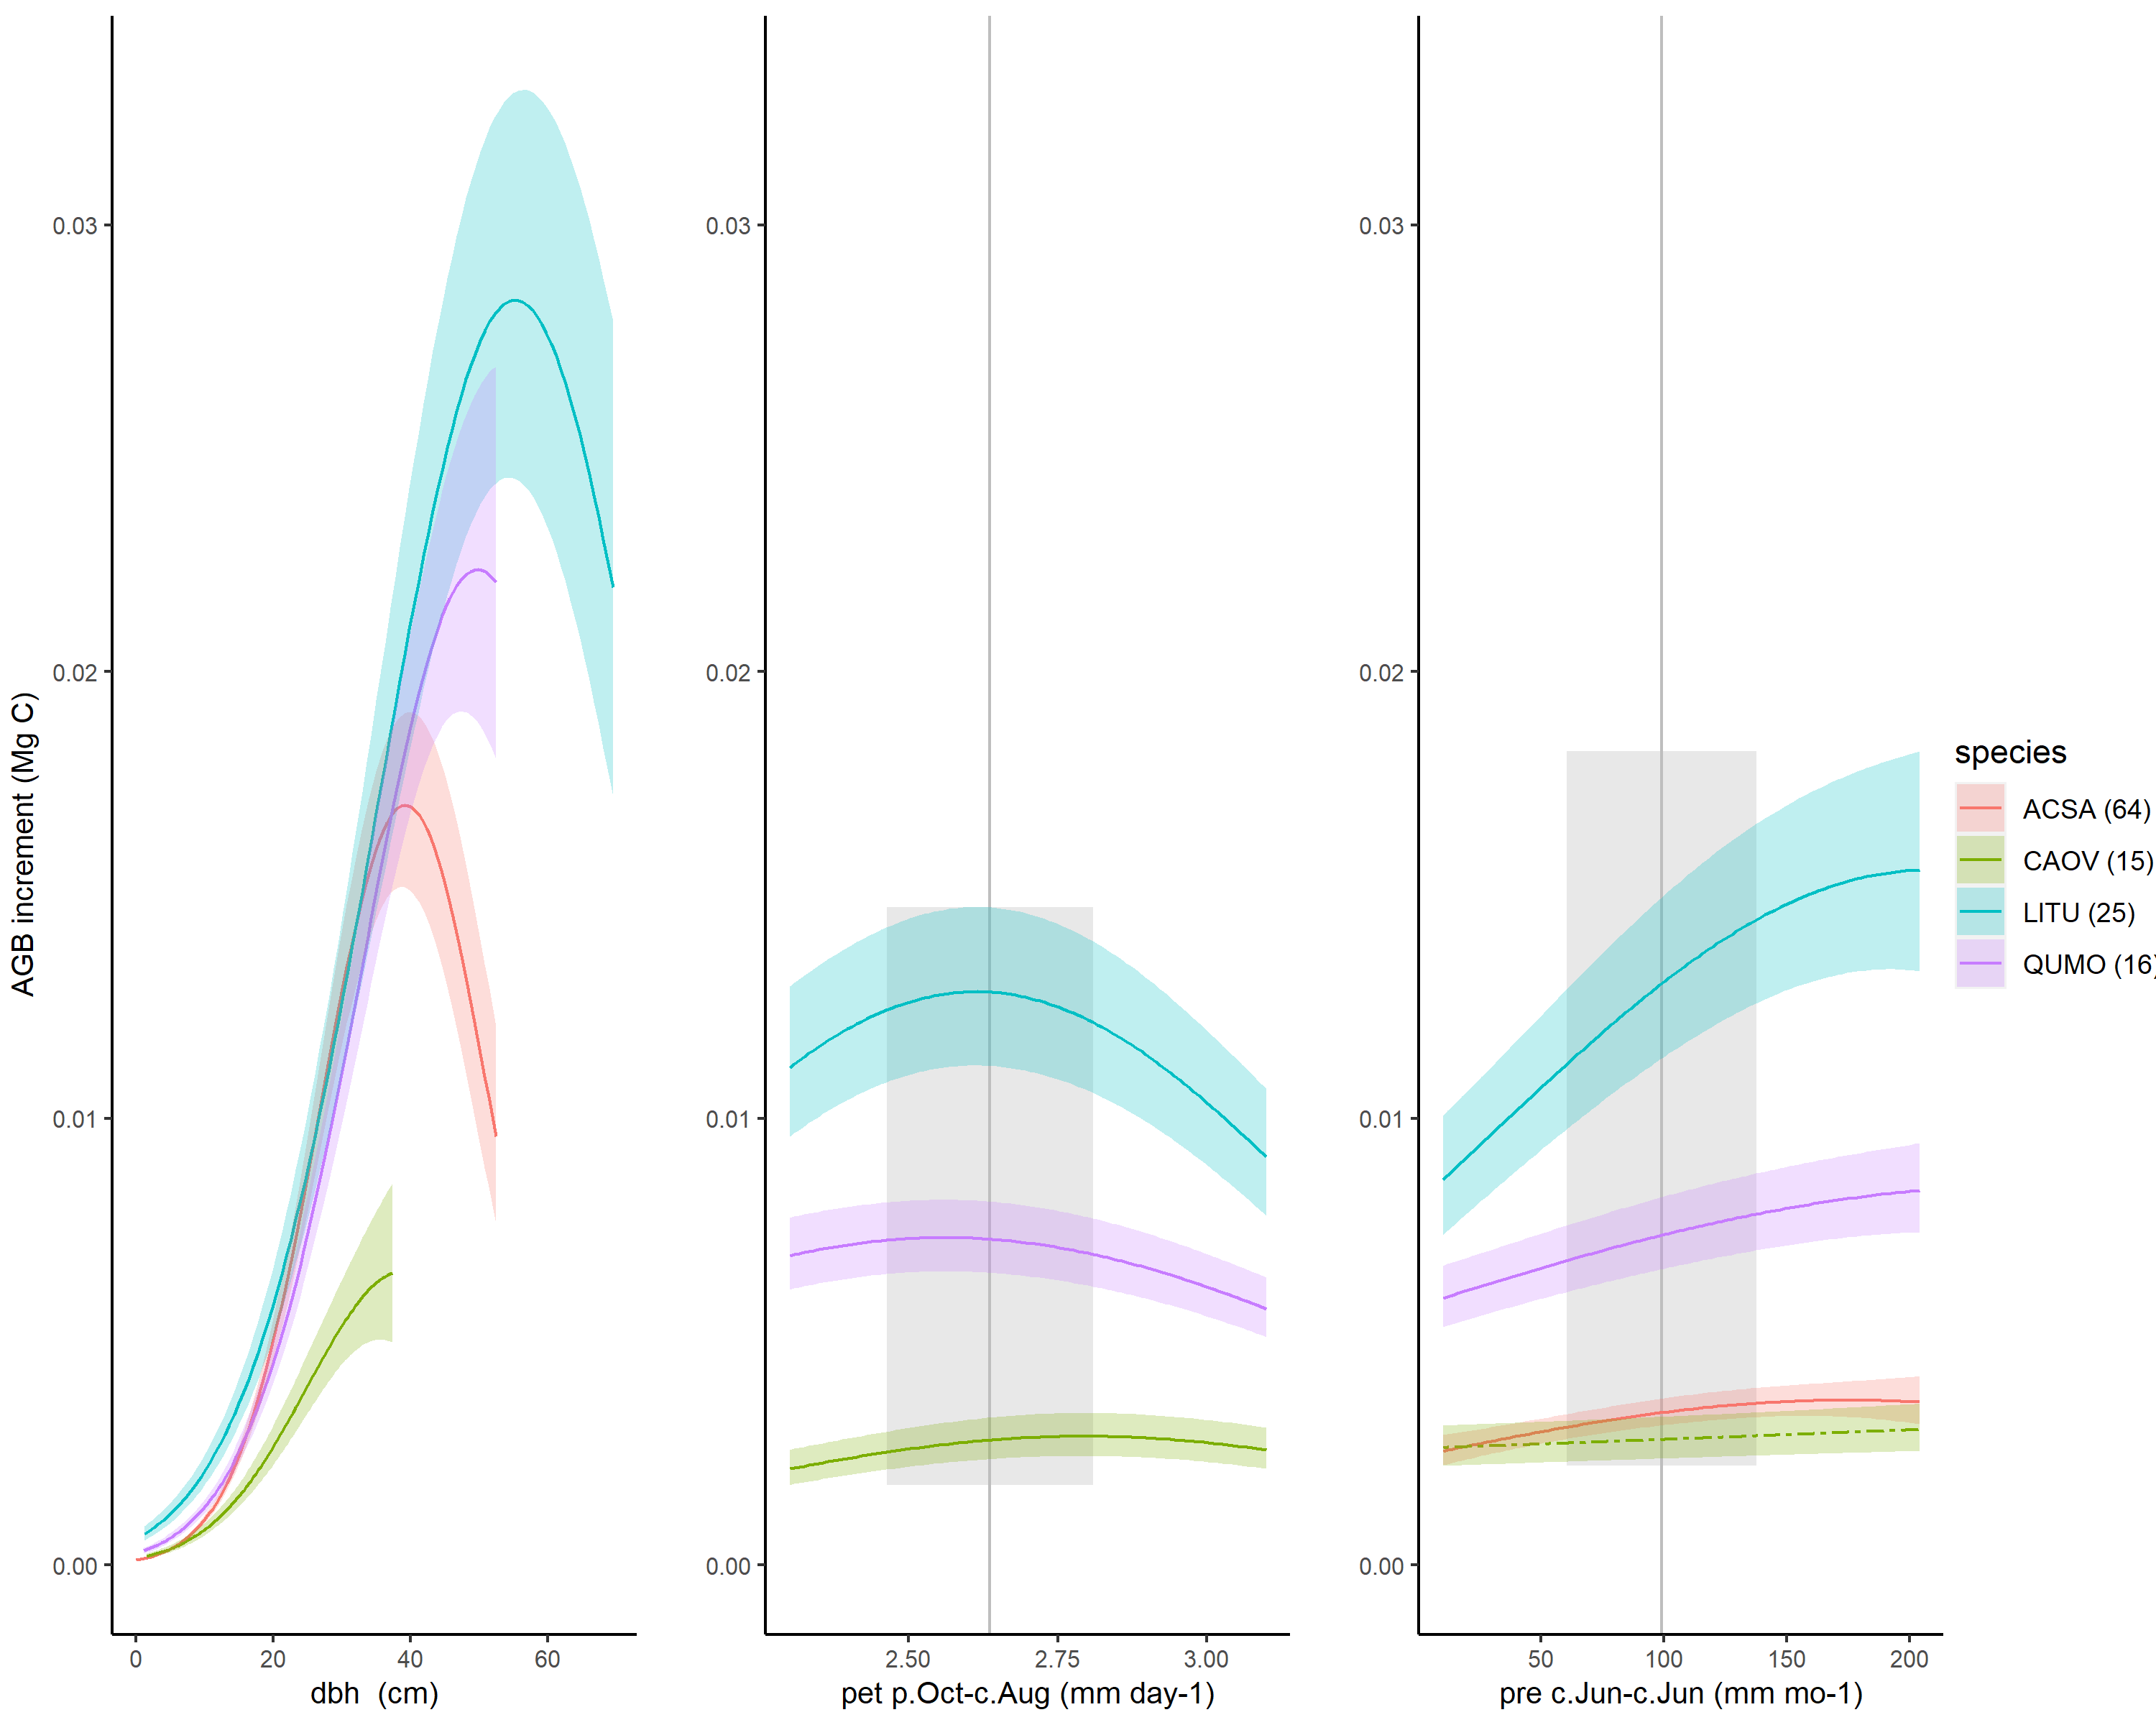 AGB increment (Mg C)
0.03
0.02
0.01
0.00
0 20 40 60
dbh  (cm)
0.03
0.02
0.01
0.00
2.50 2.75 3.00
pet p.Oct-c.Aug (mm day-1)
0.03
0.02
0.01
0.00
50 100 150 200
pre c.Jun-c.Jun (mm mo-1)
species
ACSA (64)
CAOV (15)
LITU (25)
QUMO (16)